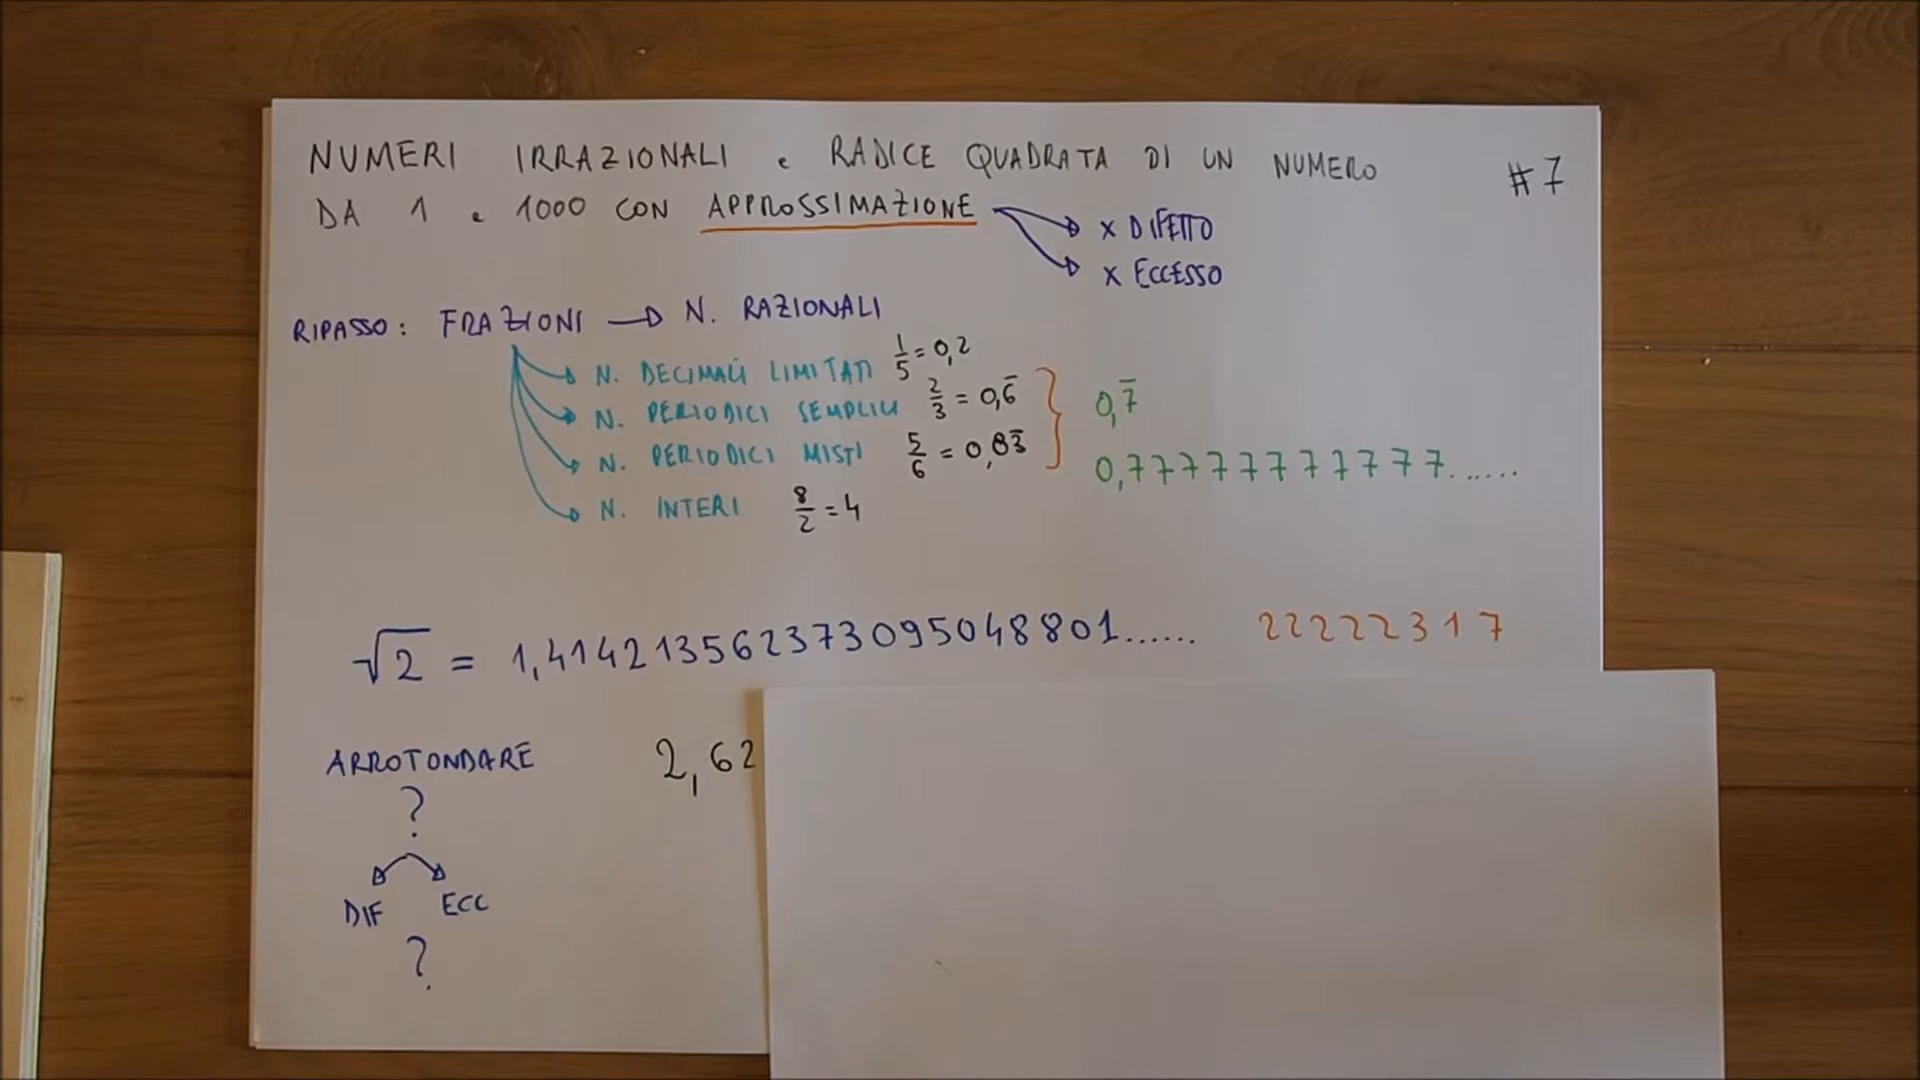 NUMERI IRRAZIONALI e RADICE QUADRATA DI UN NUMERO #7
DA 1 e 1000 CON APPROSSIMAZIONE
x DIFETTO
x ECCESSO
RIPASSO: FRAZIONI → N. RAZIONALI
N. DECIMALI LIMITATI 1/5 = 0,2
N. PERIODICI SEMPLICI 2/3 = 0,6̅
N. PERIODICI MISTI 5/6 = 0,83̅
N. INTERI 8/2 = 4
0,7̅
0,77777777777......
√2 = 1,41421356237309504880​1...... 22222317
ARROTONDARE 2,62
?
DIF ECC
?